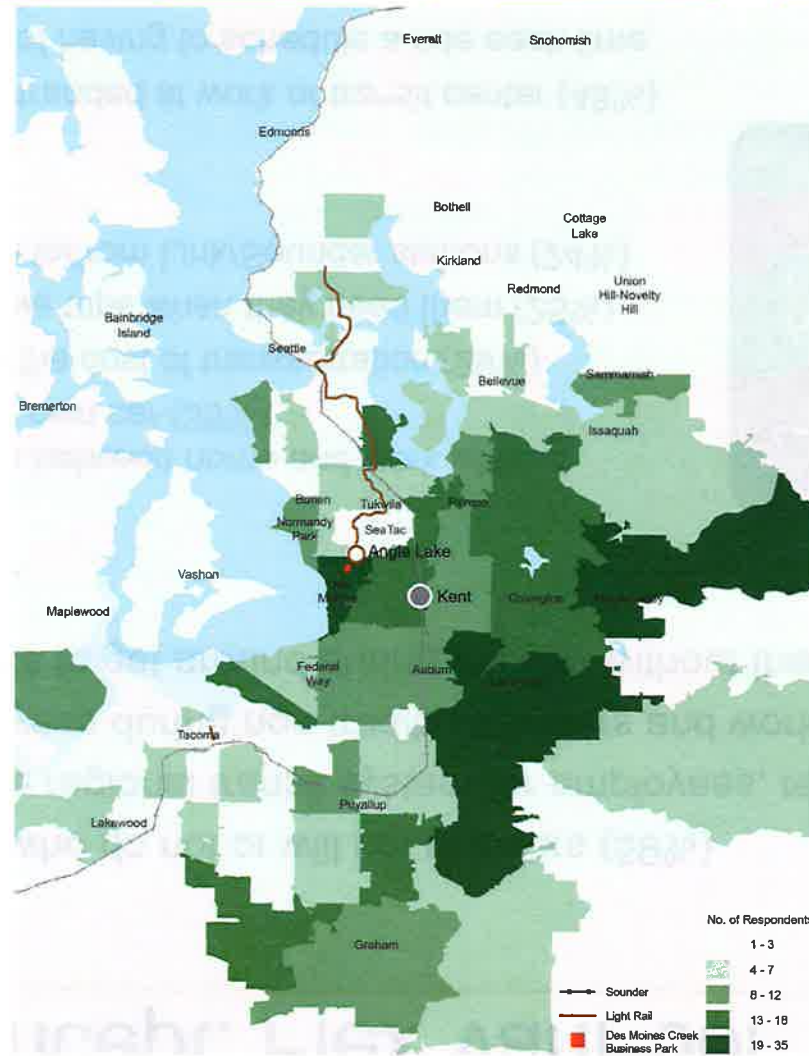 Everett
Snohomish
Edmonds
Bothell
Cottage
Lake
Kirkland
Redmond
Union
Hill-Novelty
Hill
Bainbridge
Island
Seattle
Bellevue
Sammamish
Bremerton
Issaquah
Burien
Tukwila
Renton
Normandy
Park
SeaTac
Angle Lake
Vashon
Kent
Covington
Maplewood
Federal
Way
Auburn
Tacoma
Puyallup
Lakewood
Graham
No. of Respondents
1 - 3
4 - 7
8 - 12
13 - 18
19 - 35
Sounder
Light Rail
Des Moines Creek
Business Park